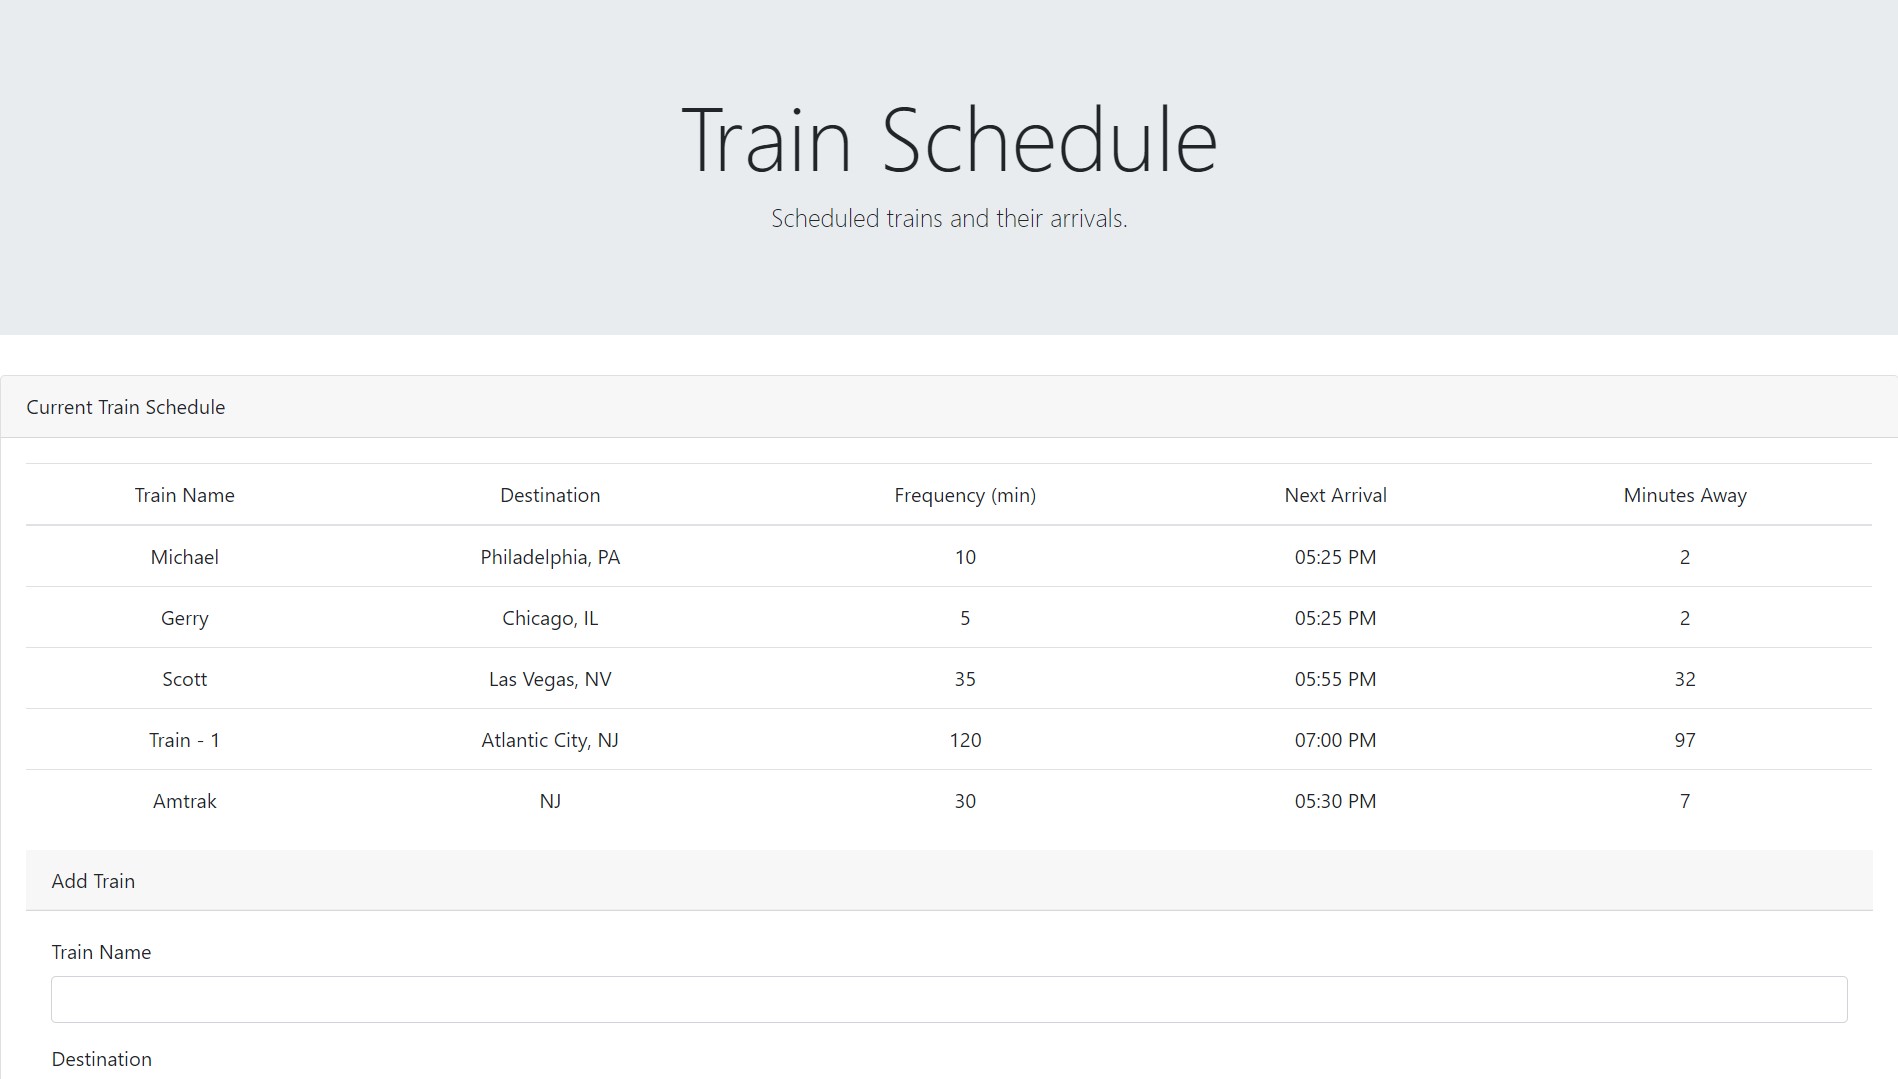 Train Schedule
Scheduled trains and their arrivals.
Current Train Schedule
Train Name Destination Frequency (min) Next Arrival Minutes Away
Michael Philadelphia, PA 10 05:25 PM 2
Gerry Chicago, IL 5 05:25 PM 2
Scott Las Vegas, NV 35 05:55 PM 32
Train - 1 Atlantic City, NJ 120 07:00 PM 97
Amtrak NJ 30 05:30 PM 7
Add Train
Train Name
Destination